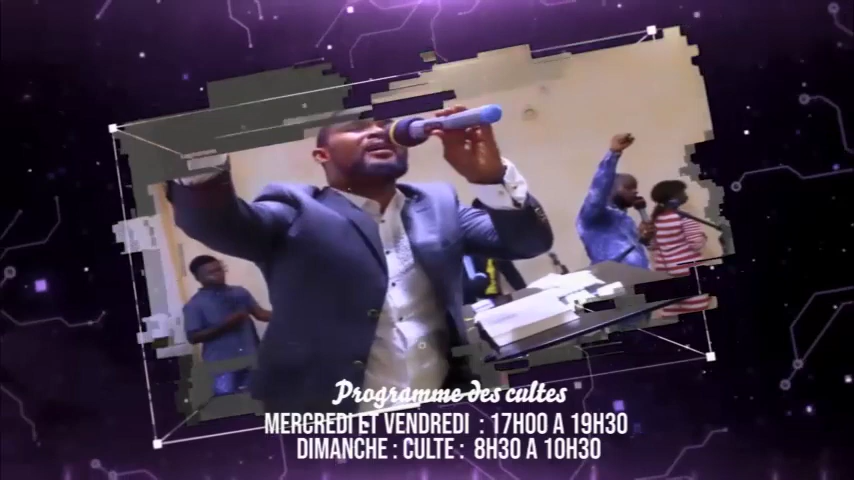 Programme des cultes
MERCREDI ET VENDREDI : 17H00 A 19H30
DIMANCHE : CULTE : 8H30 A 10H30